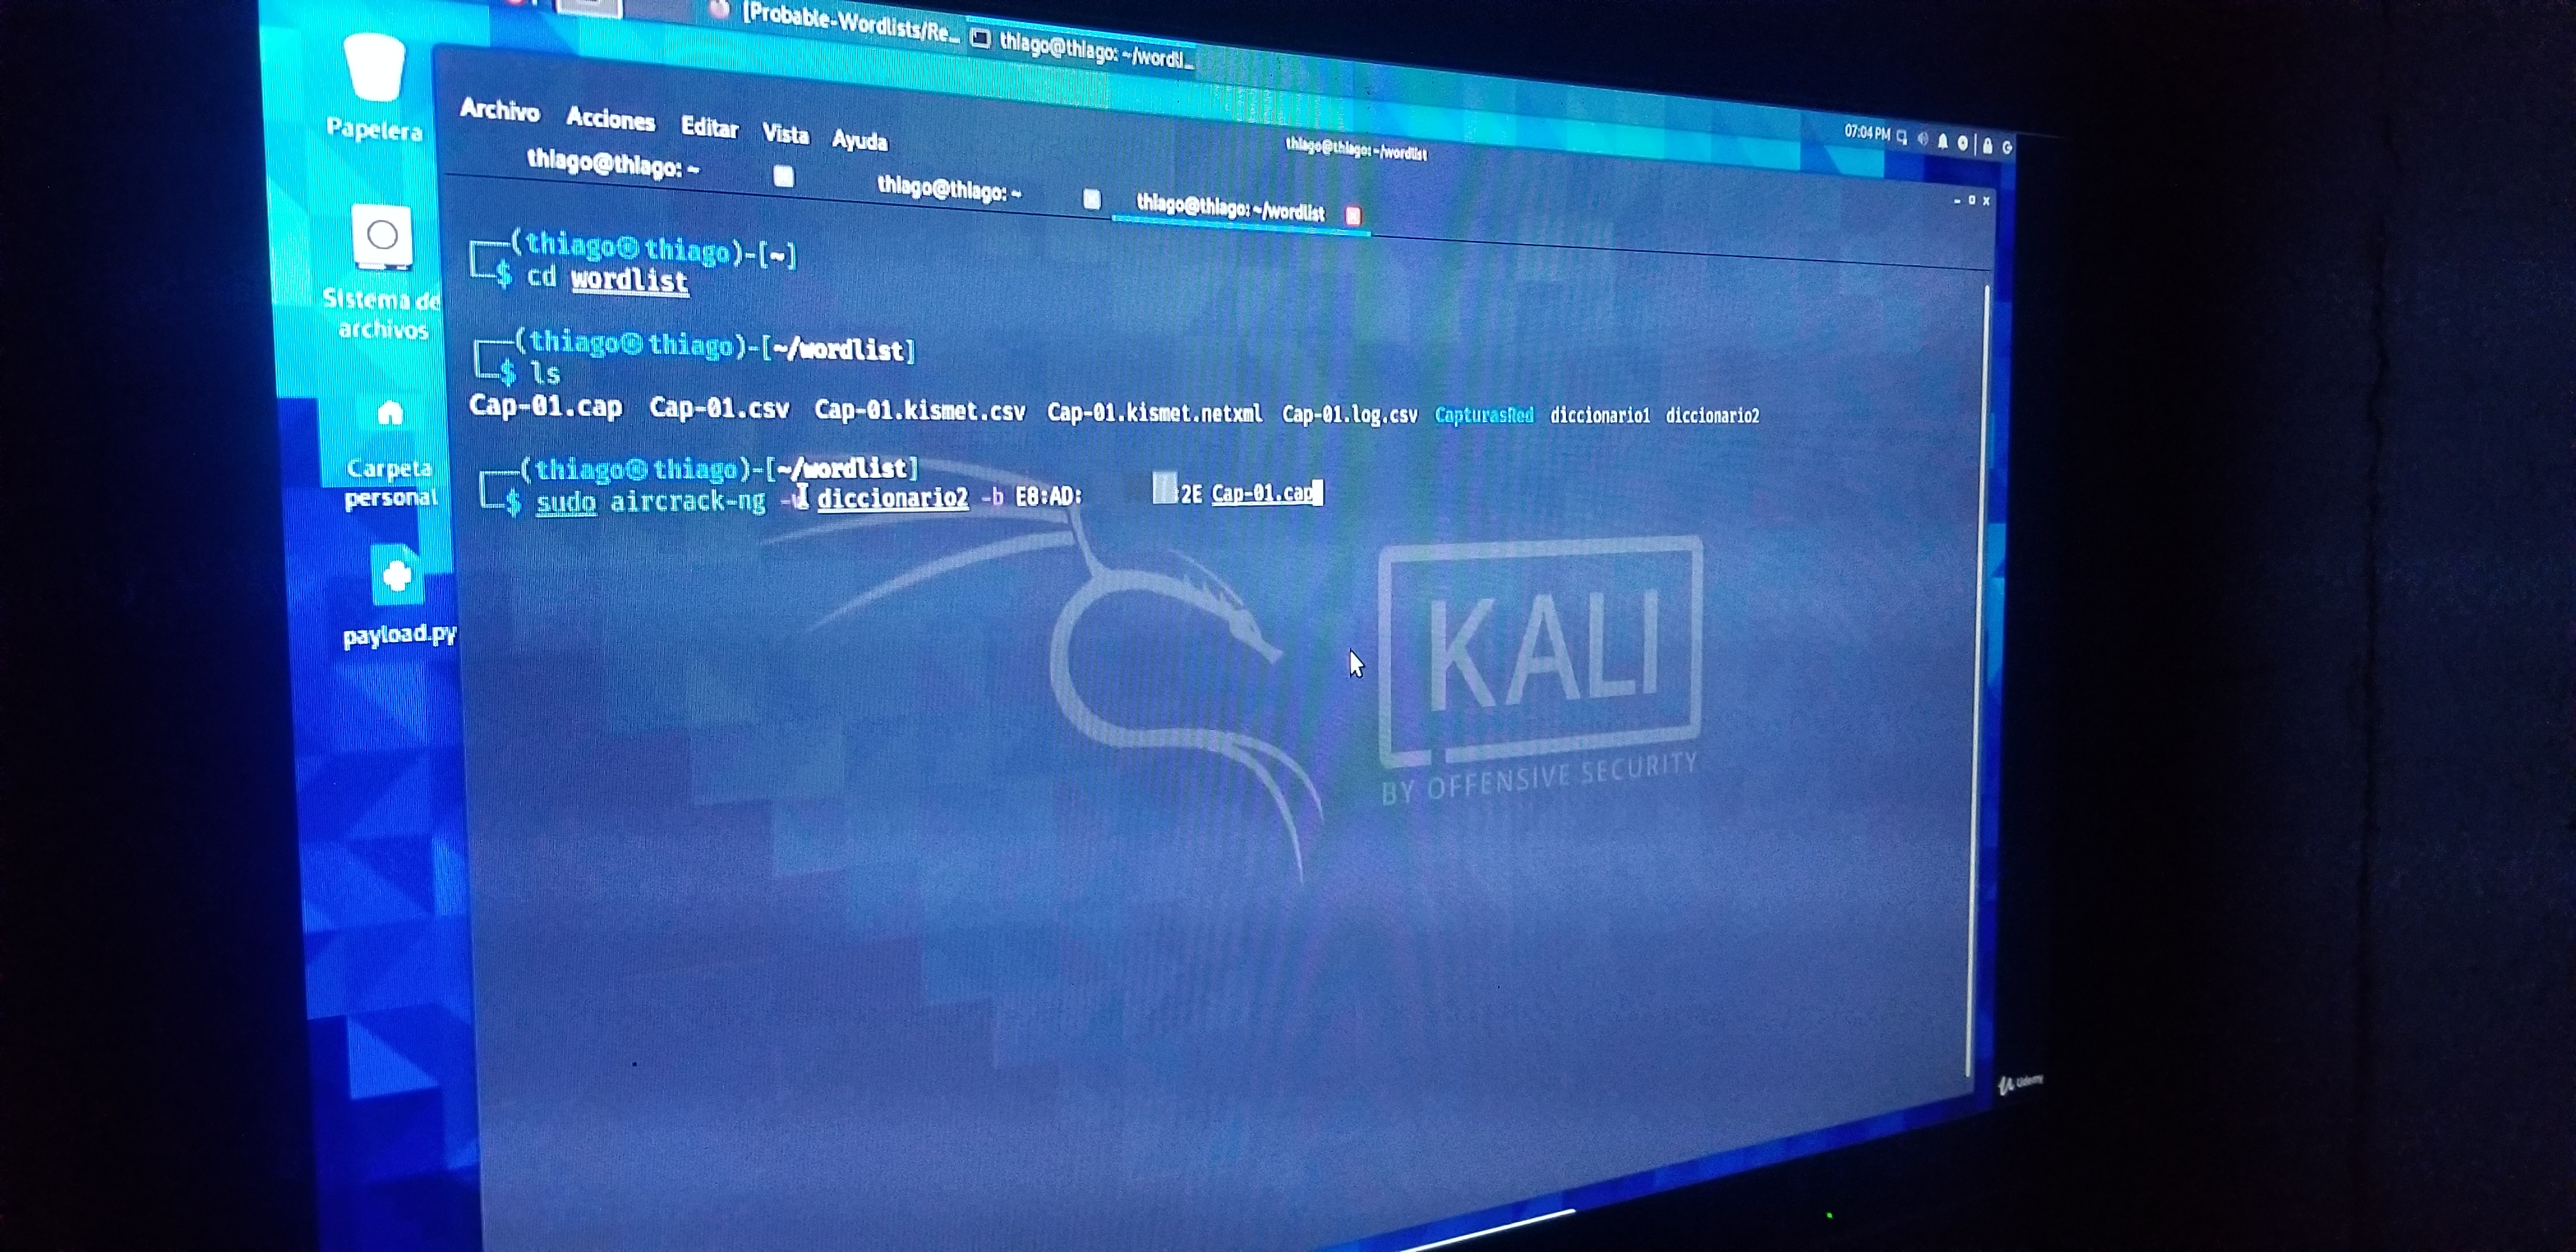 [Probable-Wordlists/Re... thiago@thiago: ~/wordl...
Papelera
Archivo Acciones Editar Vista Ayuda
thiago@thiago:~/wordlist
07:04 PM
thiago@thiago: ~ thiago@thiago: ~ thiago@thiago: ~/wordlist
(thiago㉿thiago)-[~]
$ cd wordlist
Sistema de
archivos
(thiago㉿thiago)-[~/wordlist]
$ ls
Cap-01.cap Cap-01.csv Cap-01.kismet.csv Cap-01.kismet.netxml Cap-01.log.csv CapturasRed diccionario1 diccionario2
Carpeta
personal
(thiago㉿thiago)-[~/wordlist]
$ sudo aircrack-ng -w diccionario2 -b E8:AD: :2E Cap-01.cap
payload.py
KALI
BY OFFENSIVE SECURITY
Udemy